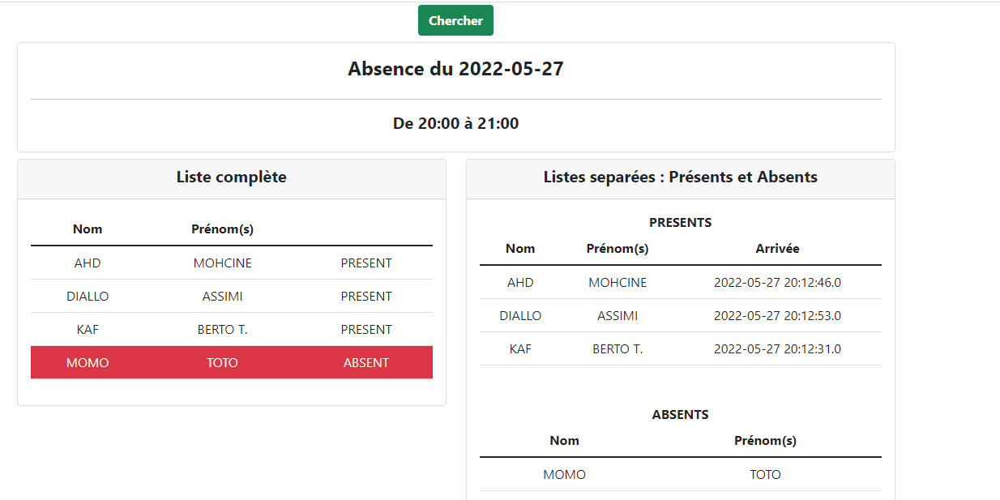 Chercher
Absence du 2022-05-27
De 20:00 à 21:00
Liste complète
Nom Prénom(s)
AHD MOHCINE PRESENT
DIALLO ASSIMI PRESENT
KAF BERTO T. PRESENT
MOMO TOTO ABSENT
Listes separées : Présents et Absents
PRESENTS
Nom Prénom(s) Arrivée
AHD MOHCINE 2022-05-27 20:12:46.0
DIALLO ASSIMI 2022-05-27 20:12:53.0
KAF BERTO T. 2022-05-27 20:12:31.0
ABSENTS
Nom Prénom(s)
MOMO TOTO